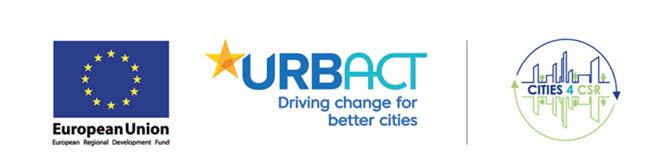 European Union
European Regional Development Fund
URBACT
Driving change for
better cities
CITIES 4 CSR